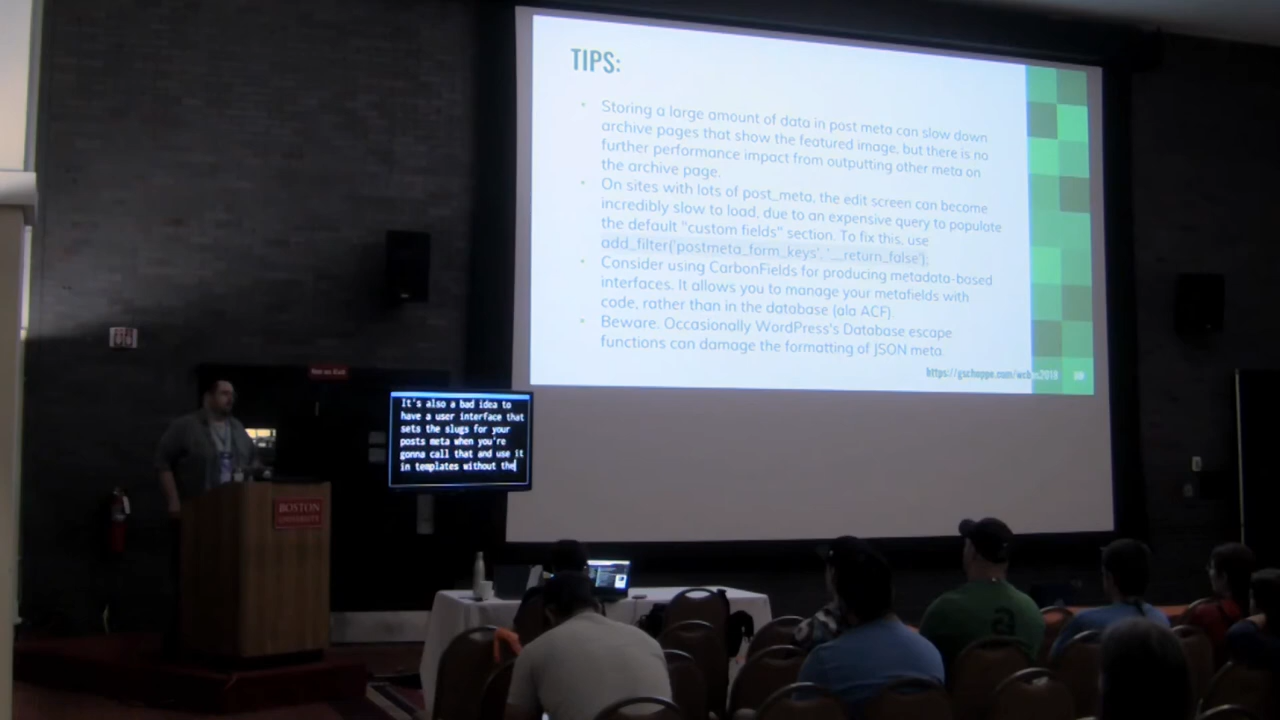 TIPS:
Storing a large amount of data in post meta can slow down
archive pages that show the featured image, but there is no
further performance impact from outputting other meta on
the archive page.
On sites with lots of post_meta, the edit screen can become
incredibly slow to load, due to an expensive query to populate
the default "custom fields" section. To fix this, use
add_filter('postmeta_form_keys', '__return_false');
Consider using CarbonFields for producing metadata-based
interfaces. It allows you to manage your metafields with
code, rather than in the database (ala ACF).
Beware. Occasionally WordPress's Database escape
functions can damage the formatting of JSON meta
https://gschoppe.com/wcbos2018
It's also a bad idea to
have a user interface that
sets the slugs for your
posts meta when you're
gonna call that and use it
in templates without the
BOSTON
UNIVERSITY